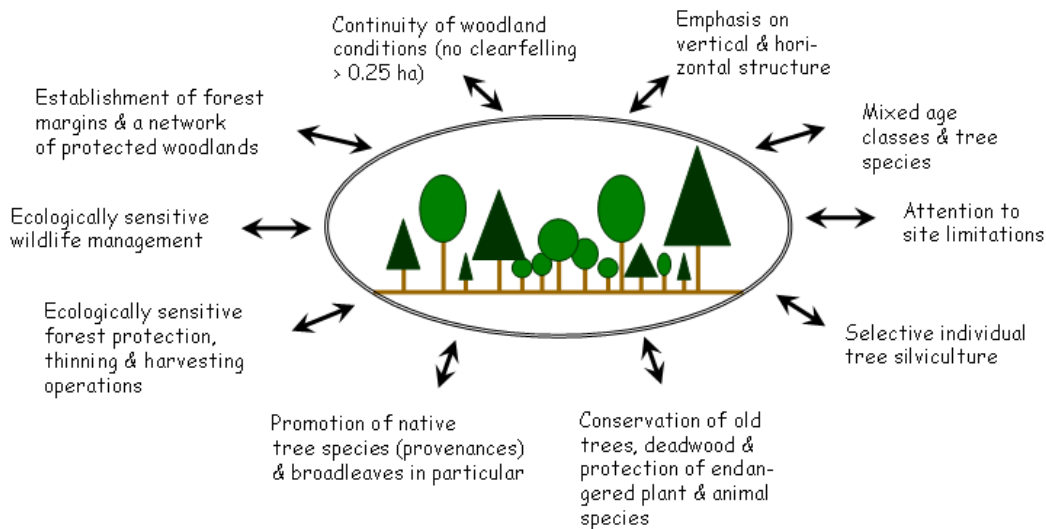 Continuity of woodland
conditions (no clearfelling
> 0.25 ha)
Emphasis on
vertical & hori-
zontal structure
Establishment of forest
margins & a network
of protected woodlands
Mixed age
classes & tree
species
Ecologically sensitive
wildlife management
Attention to
site limitations
Ecologically sensitive
forest protection,
thinning & harvesting
operations
Selective individual
tree silviculture
Promotion of native
tree species (provenances)
& broadleaves in particular
Conservation of old
trees, deadwood &
protection of endan-
gered plant & animal
species